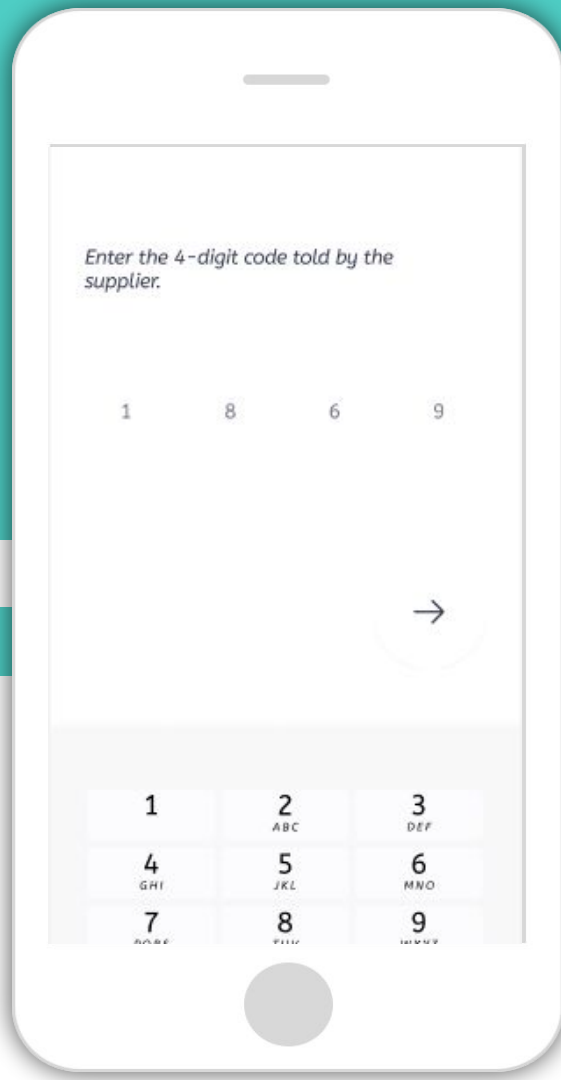 Enter the 4-digit code told by the
supplier.
1 8 6 9
→
1 2 3
ABC DEF
4 5 6
GHI JKL MNO
7 8 9